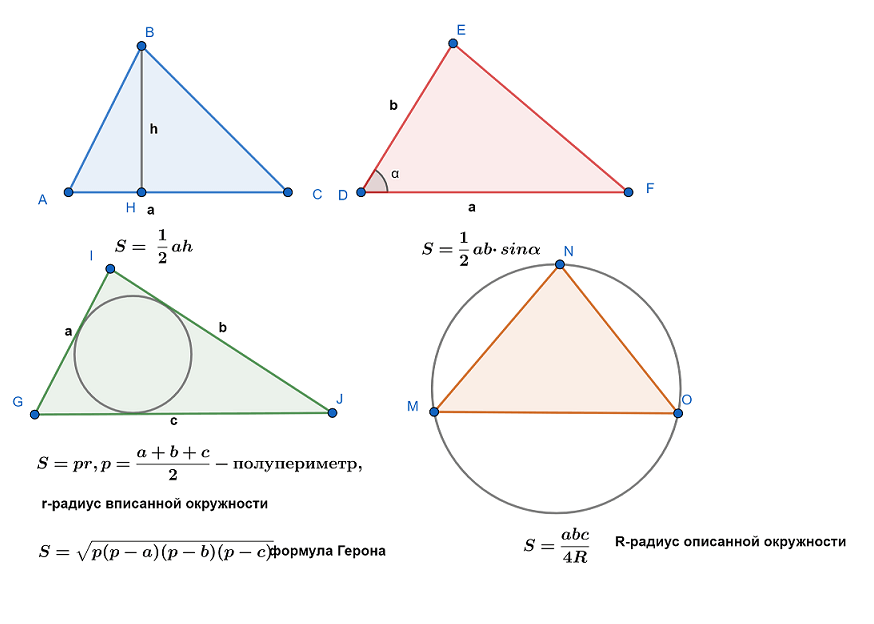 B
h
A
H
a
C
E
b
α
D
a
F
S = 1/2 ah
S = 1/2 ab· sinα
I
a
b
G
c
J
N
M
O
S = pr, p = (a + b + c)/2 − полупериметр,
r-радиус вписанной окружности
S = √(p(p − a)(p − b)(p − c)) формула Герона
S = abc/4R
R-радиус описанной окружности